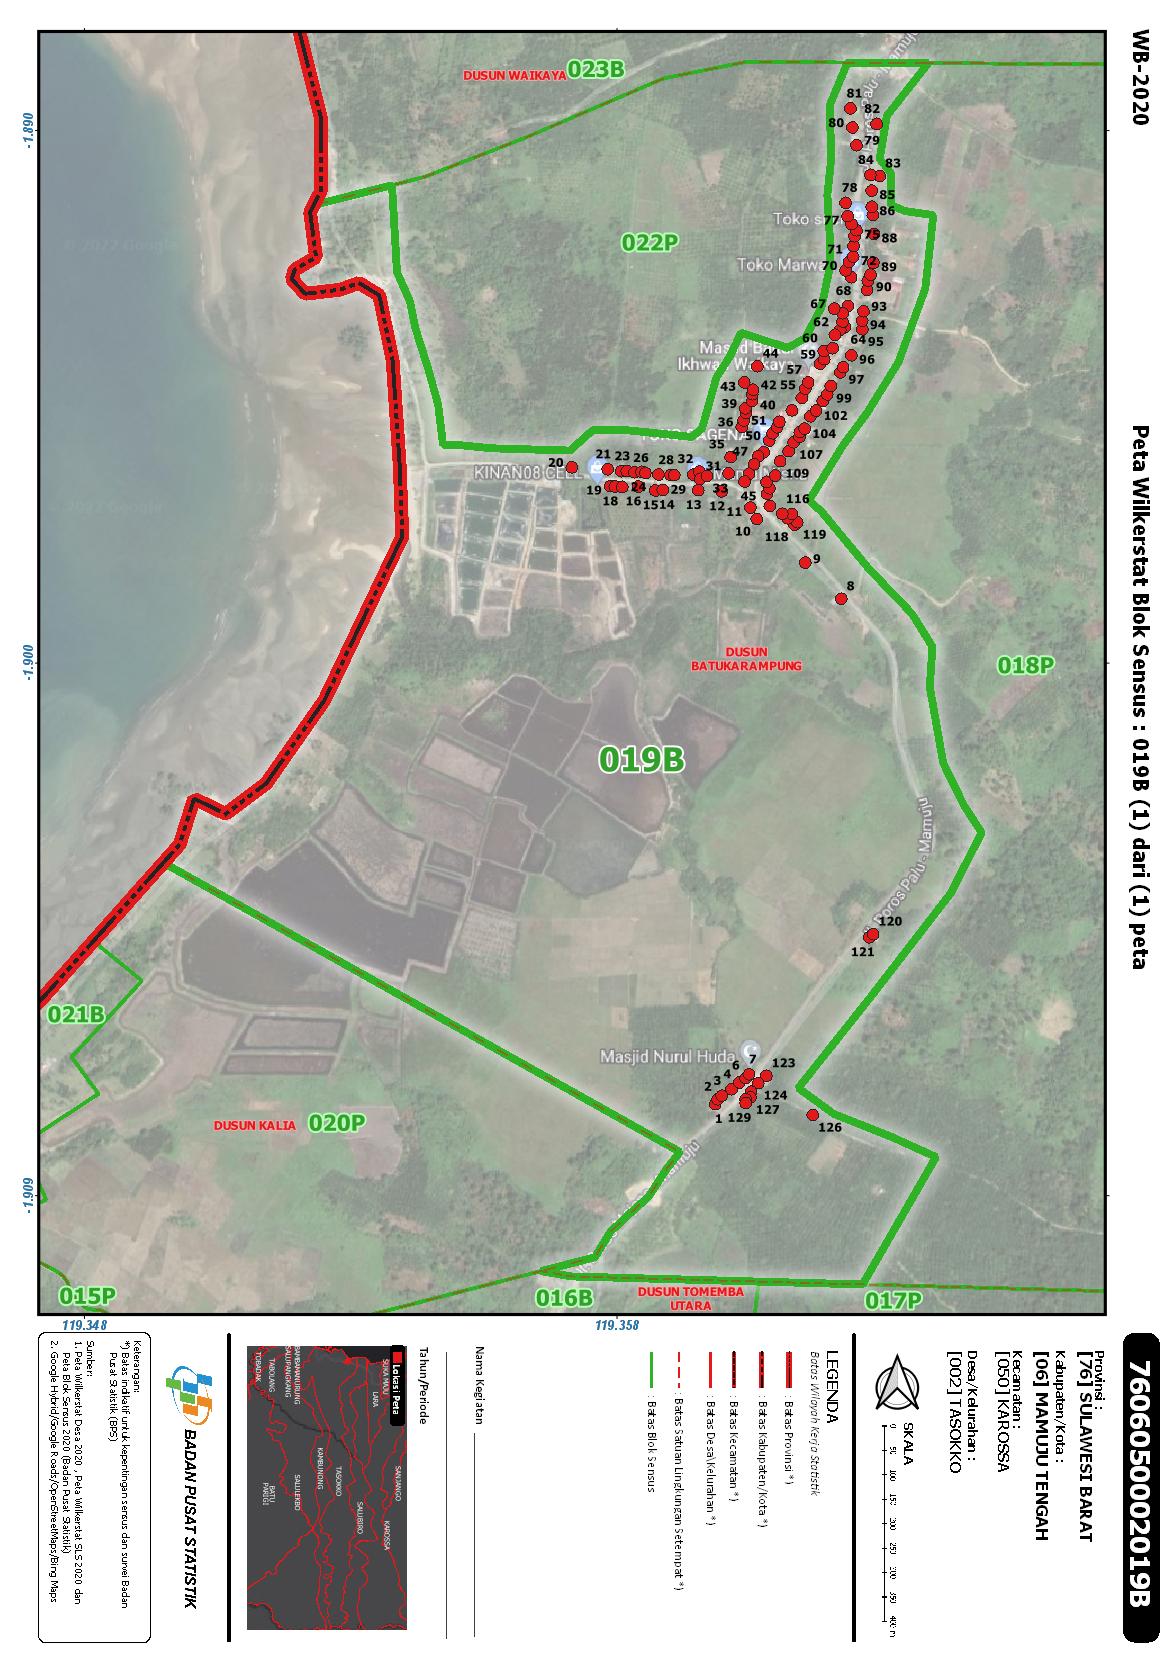 WB-2020
Peta Wilkerstat Blok Sensus : 019B (1) dari (1) peta
7606050002019B
Provinsi :
[76] SULAWESI BARAT
Kabupaten/Kota :
[06] MAMUJU TENGAH
Kecamatan :
[050] KAROSSA
Desa/Kelurahan :
[002] TASOKKO
SKALA
0 50 100 150 200 250 300 350 400 m
LEGENDA
Batas Wilayah Kerja Statistik
: Batas Provinsi *)
: Batas Kabupaten/Kota *)
: Batas Kecamatan *)
: Batas Desa\Kelurahan *)
: Batas Satuan Lingkungan Setempat *)
: Batas Blok Sensus
Nama Kegiatan
Tahun/Periode
Lokasi Peta
SUKA MAJU
LARA
SANJANGO
KAROSSA
BAMBAMANURUNG
SALUPANGKANG
TABOLANG
TOBADAK
KAMBUNONG
TASOKKO
SALUBIRO
SALULEKBO
BATU
PARIGI
BADAN PUSAT STATISTIK
Keterangan:
*) Batas indikatif untuk kepentingan sensus dan survei Badan
Pusat Statistik (BPS)
Sumber:
1. Peta Wilkerstat Desa 2020 , Peta Wilkerstat SLS 2020 dan
Peta Blok Sensus 2020 (Badan Pusat Statistik)
2. Google Hybrid/Google Roads/OpenStreetMaps/Bing Maps
DUSUN WAIKAYA
023B
022P
018P
DUSUN
BATUKARAMPUNG
019B
021B
DUSUN KALIA
020P
015P
016B
DUSUN TOMEMBA
UTARA
017P
119.348
119.358
-1.890
-1.900
-1.909
Toko s
Toko Marwa
Masjid Ba
Ikhwan Waikaya
TOKO SAGENA
KINAN08 CELL
Masjid Nurul Huda
Poros Palu - Mamuju
81
82
80
79
84
83
78
85
86
77
75
88
71
72
89
70
90
68
67
93
62
94
60
64
95
59
96
44
57
97
43
42
55
99
39
40
102
36
51
50
104
35
47
107
20
21
23
26
28
32
31
109
19
24
29
33
45
116
18
16
15
14
13
12
11
10
118
119
9
8
120
121
7
6
123
4
3
2
124
127
1
129
126